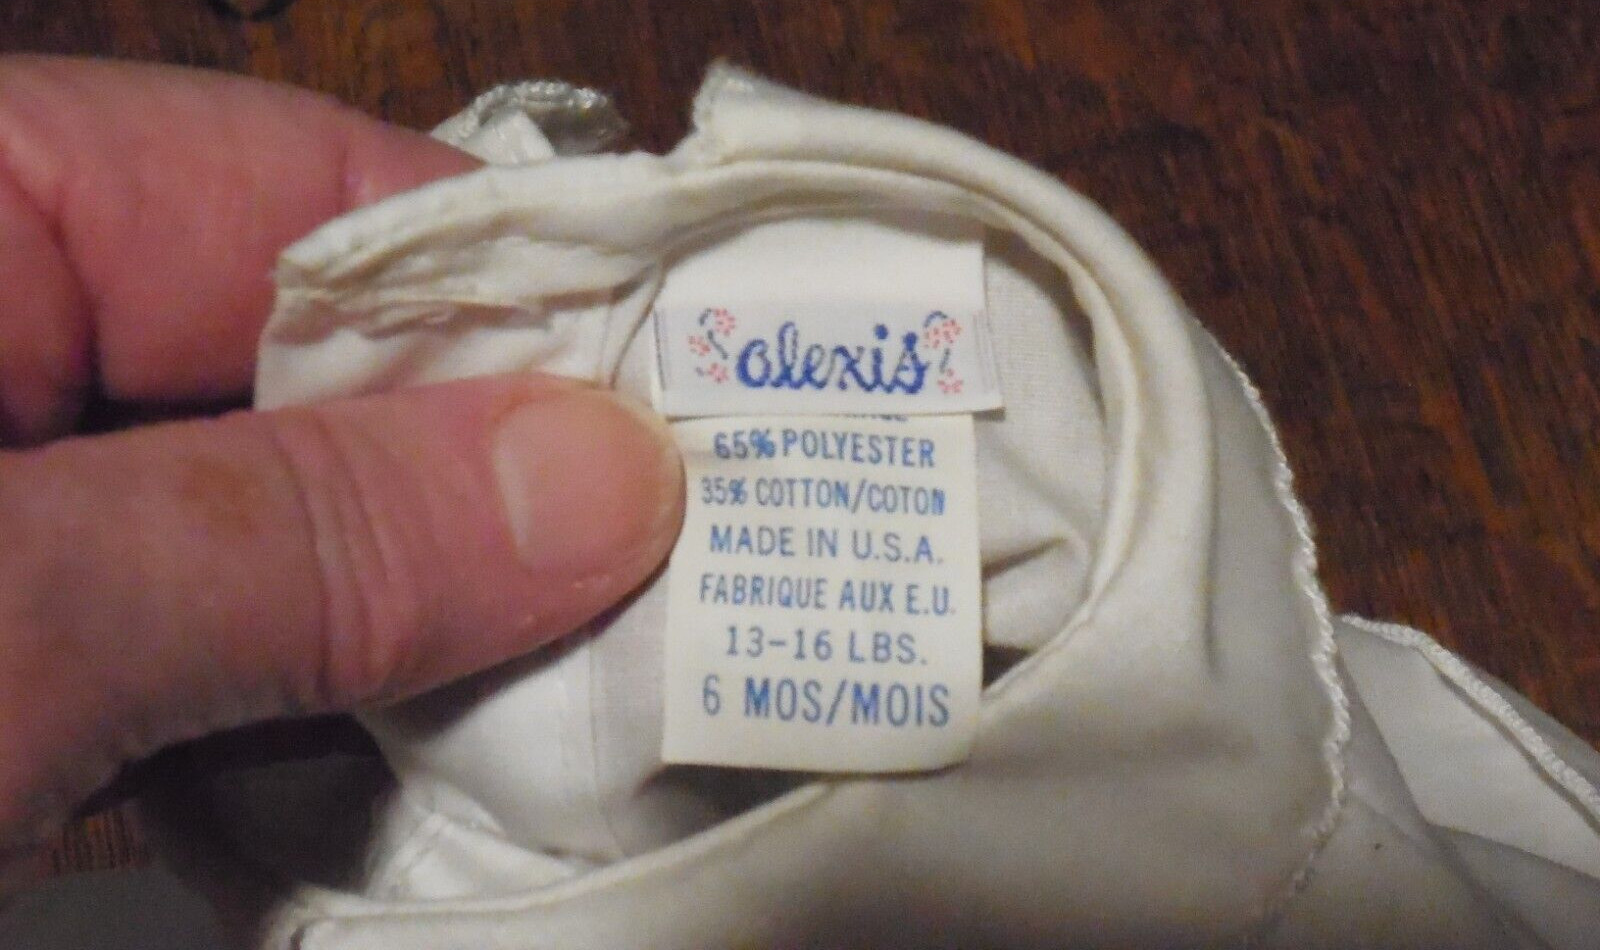 alexis
65% POLYESTER
35% COTTON/COTON
MADE IN U.S.A.
FABRIQUE AUX E.U.
13-16 LBS.
6 MOS/MOIS